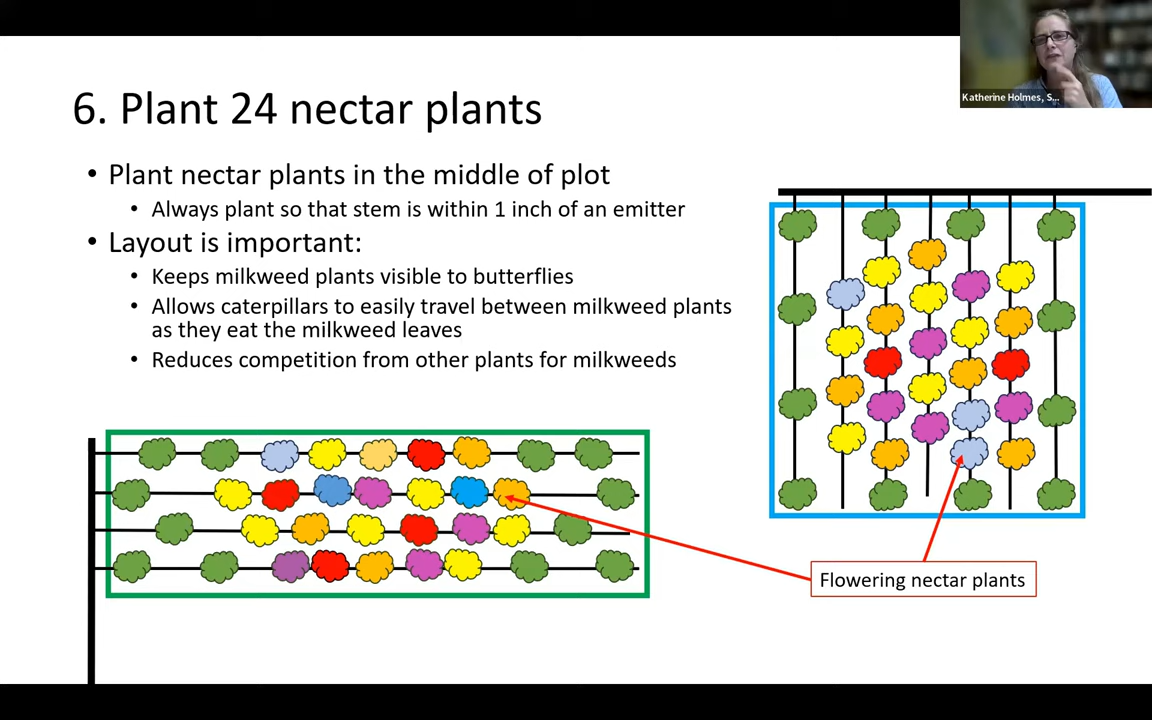 6. Plant 24 nectar plants
• Plant nectar plants in the middle of plot
• Always plant so that stem is within 1 inch of an emitter
• Layout is important:
• Keeps milkweed plants visible to butterflies
• Allows caterpillars to easily travel between milkweed plants
as they eat the milkweed leaves
• Reduces competition from other plants for milkweeds
Flowering nectar plants
Katherine Holmes, S...